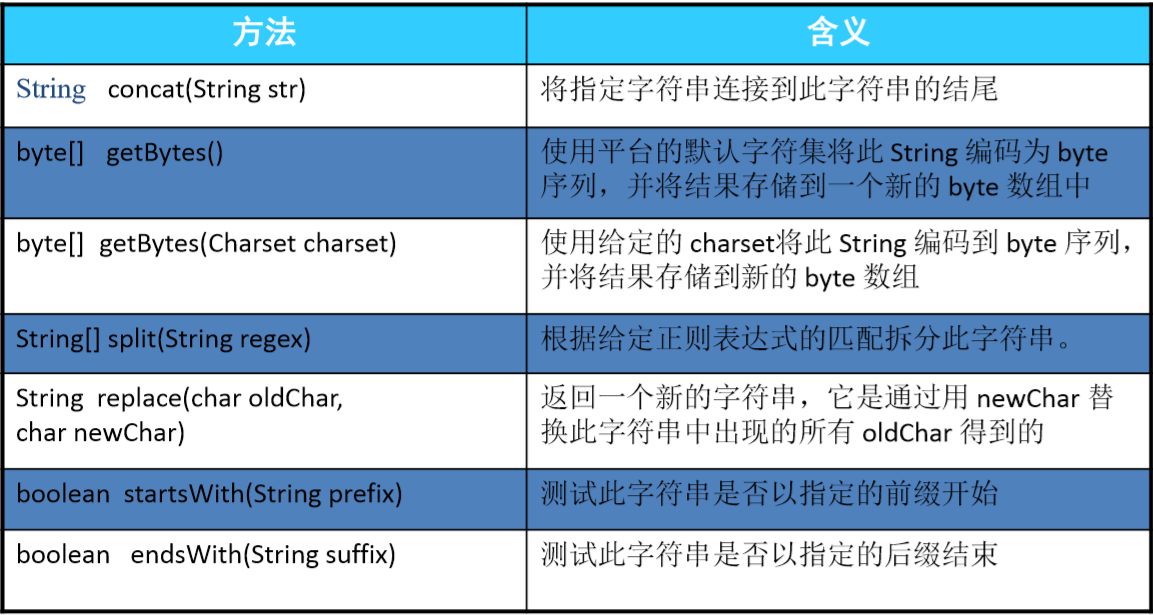 方法
含义
String concat(String str)
将指定字符串连接到此字符串的结尾
byte[] getBytes()
使用平台的默认字符集将此 String 编码为 byte
序列，并将结果存储到一个新的 byte 数组中
byte[] getBytes(Charset charset)
使用给定的 charset将此 String 编码到 byte 序列，
并将结果存储到新的 byte 数组
String[] split(String regex)
根据给定正则表达式的匹配拆分此字符串。
String replace(char oldChar,
char newChar)
返回一个新的字符串，它是通过用 newChar 替
换此字符串中出现的所有 oldChar 得到的
boolean startsWith(String prefix)
测试此字符串是否以指定的前缀开始
boolean endsWith(String suffix)
测试此字符串是否以指定的后缀结束